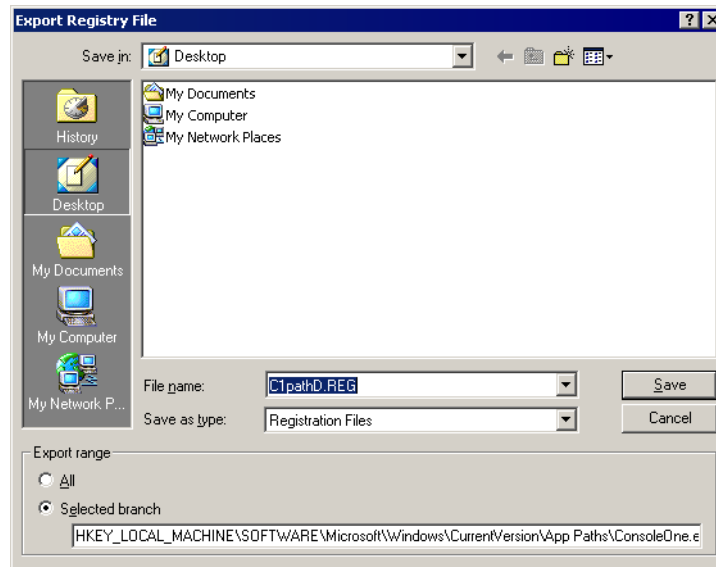 Export Registry File
Save in:
Desktop
History
Desktop
My Documents
My Computer
My Network P...
My Documents
My Computer
My Network Places
File name:
C1pathD.REG
Save
Save as type:
Registration Files
Cancel
Export range
All
Selected branch
HKEY_LOCAL_MACHINE\SOFTWARE\Microsoft\Windows\CurrentVersion\App Paths\ConsoleOne.e